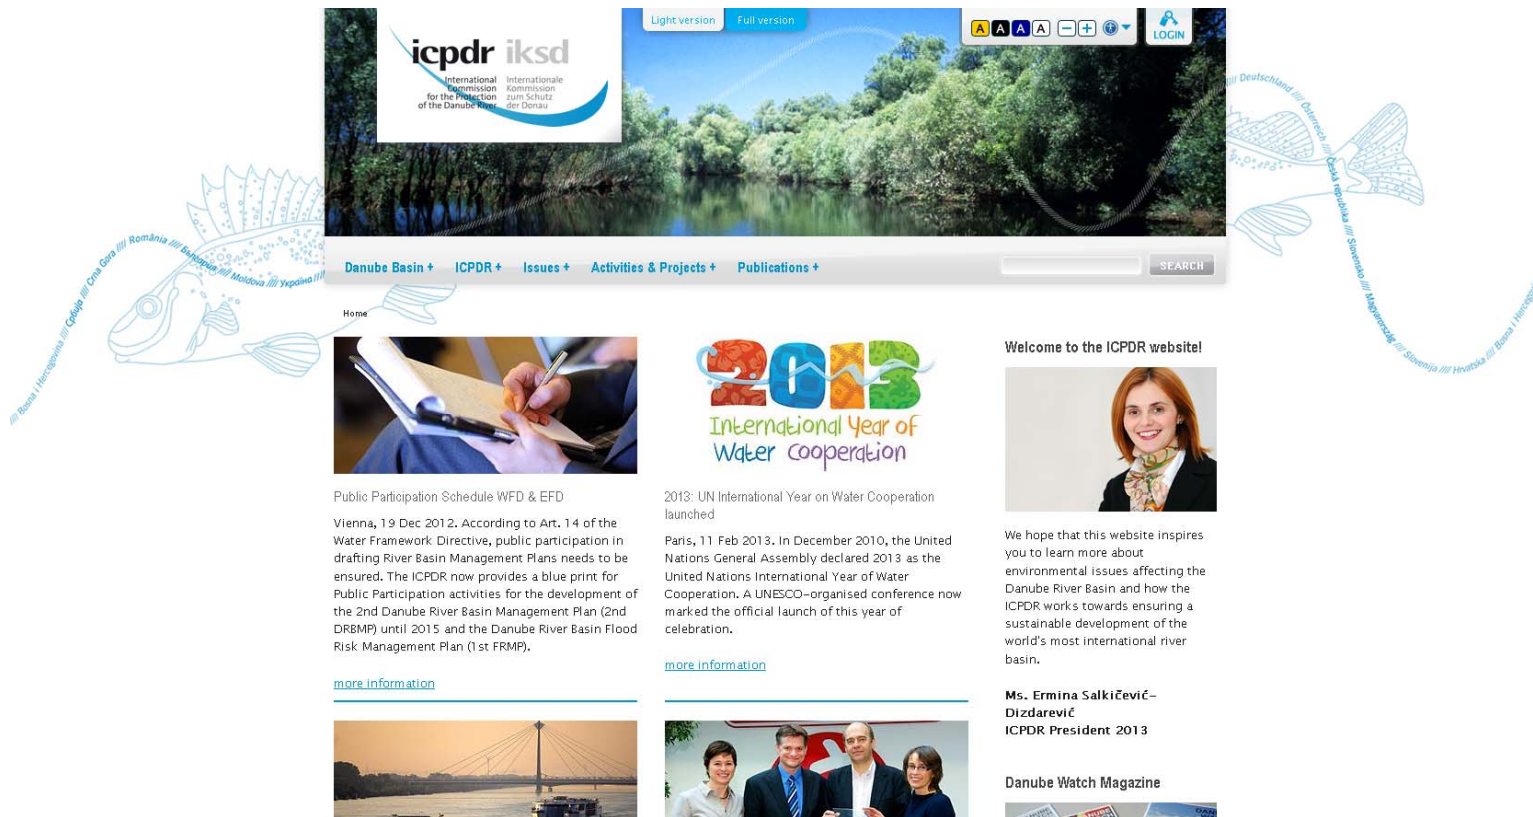 Light version
Full version
A A A A
LOGIN
icpdr iksd
International
Commission
for the Protection
of the Danube River
Internationale
Kommission
zum Schutz
der Donau
/// Bosna i Hercegovina //// Србија //// Crna Gora //// România //// България //// Moldova //// Україна ////
//// Deutschland //// Österreich //// Česká republika //// Slovensko //// Magyarország //// Slovenija //// Hrvatska //// Bosna i Hercego
Danube Basin +
ICPDR +
Issues +
Activities & Projects +
Publications +
SEARCH
Home
Public Participation Schedule WFD & EFD
Vienna, 19 Dec 2012. According to Art. 14 of the
Water Framework Directive, public participation in
drafting River Basin Management Plans needs to be
ensured. The ICPDR now provides a blue print for
Public Participation activities for the development of
the 2nd Danube River Basin Management Plan (2nd
DRBMP) until 2015 and the Danube River Basin Flood
Risk Management Plan (1st FRMP).
more information
2013
International Year of
Water Cooperation
2013: UN International Year on Water Cooperation
launched
Paris, 11 Feb 2013. In December 2010, the United
Nations General Assembly declared 2013 as the
United Nations International Year of Water
Cooperation. A UNESCO-organised conference now
marked the official launch of this year of
celebration.
more information
Welcome to the ICPDR website!
We hope that this website inspires
you to learn more about
environmental issues affecting the
Danube River Basin and how the
ICPDR works towards ensuring a
sustainable development of the
world's most international river
basin.
Ms. Ermina Salkičević-
Dizdarević
ICPDR President 2013
Danube Watch Magazine